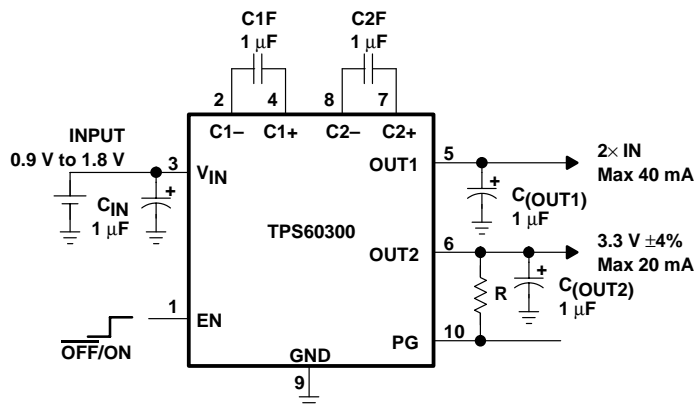 C1F
1 µF
C2F
1 µF
2
4
8
7
C1–
C1+
C2–
C2+
INPUT
0.9 V to 1.8 V
3
VIN
CIN
1 µF
+
OUT1
5
2× IN
Max 40 mA
+
C(OUT1)
1 µF
TPS60300
OUT2
6
3.3 V ±4%
Max 20 mA
R
+
C(OUT2)
1 µF
1
EN
OFF/ON
PG
10
GND
9